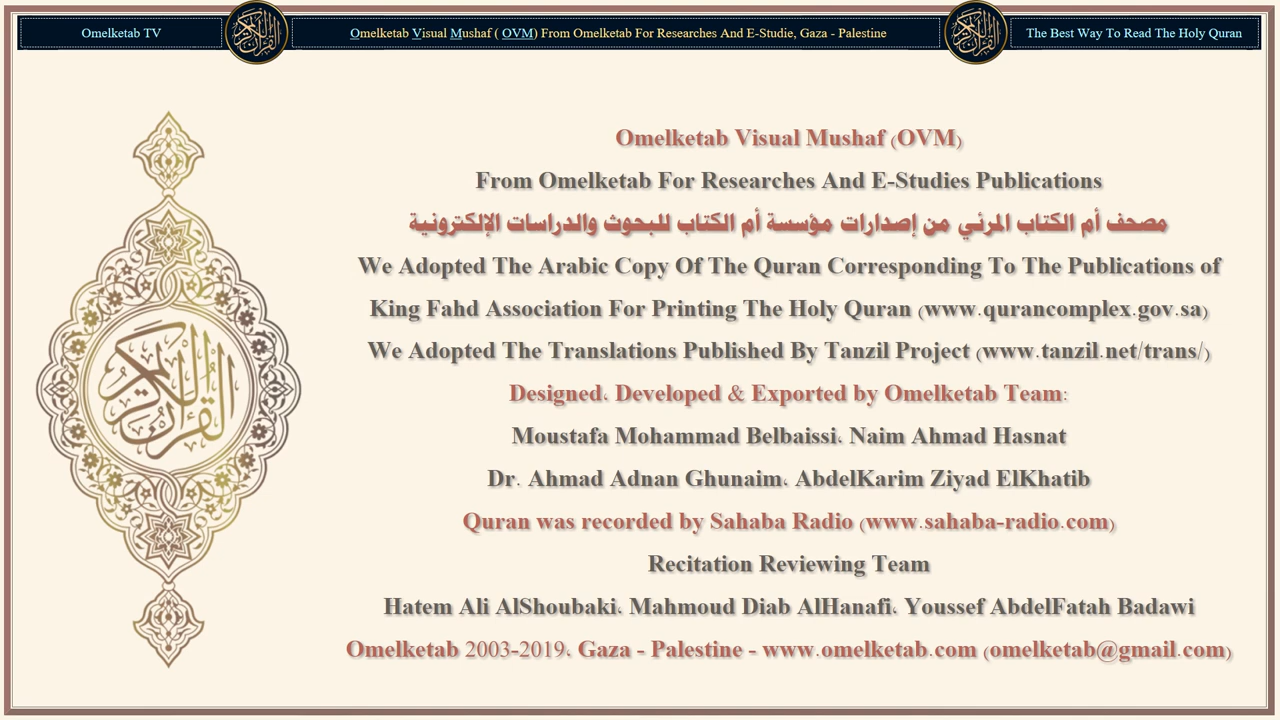 Omelketab TV
Omelketab Visual Mushaf ( OVM) From Omelketab For Researches And E-Studie, Gaza - Palestine
The Best Way To Read The Holy Quran
القرآن الكريم
Omelketab Visual Mushaf (OVM)
From Omelketab For Researches And E-Studies Publications
مصحف أم الكتاب المرئي من إصدارات مؤسسة أم الكتاب للبحوث والدراسات الإلكترونية
We Adopted The Arabic Copy Of The Quran Corresponding To The Publications of
King Fahd Association For Printing The Holy Quran (www.qurancomplex.gov.sa)
We Adopted The Translations Published By Tanzil Project (www.tanzil.net/trans/)
Designed، Developed & Exported by Omelketab Team:
Moustafa Mohammad Belbaissi، Naim Ahmad Hasnat
Dr. Ahmad Adnan Ghunaim، AbdelKarim Ziyad ElKhatib
Quran was recorded by Sahaba Radio (www.sahaba-radio.com)
Recitation Reviewing Team
Hatem Ali AlShoubaki، Mahmoud Diab AlHanafi، Youssef AbdelFatah Badawi
Omelketab 2003-2019، Gaza - Palestine - www.omelketab.com (omelketab@gmail.com)